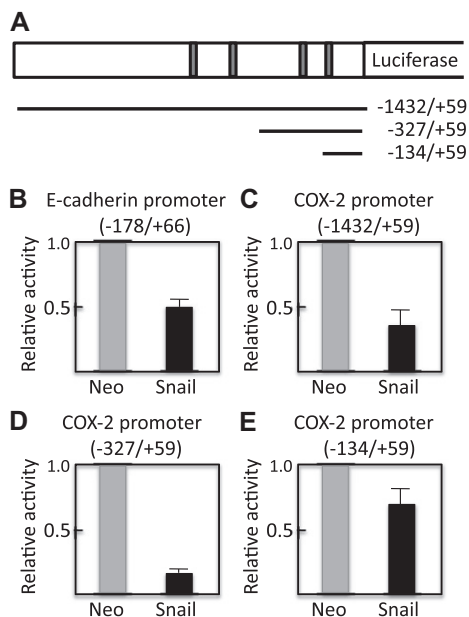 A
Luciferase
-1432/+59
-327/+59
-134/+59
B E-cadherin promoter
(-178/+66)
Relative activity
1.0
0.5
Neo Snail
C COX-2 promoter
(-1432/+59)
Relative activity
1.0
0.5
Neo Snail
D COX-2 promoter
(-327/+59)
Relative activity
1.0
0.5
Neo Snail
E COX-2 promoter
(-134/+59)
Relative activity
1.0
0.5
Neo Snail